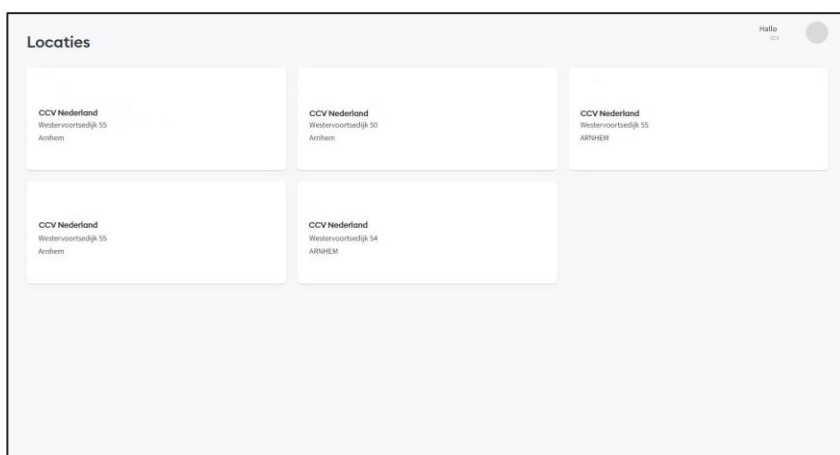 Locaties
Hallo
CCV
CCV Nederland
Westervoortsedijk 55
Arnhem
CCV Nederland
Westervoortsedijk 50
Arnhem
CCV Nederland
Westervoortsedijk 55
ARNHEM
CCV Nederland
Westervoortsedijk 55
Arnhem
CCV Nederland
Westervoortsedijk 54
ARNHEM